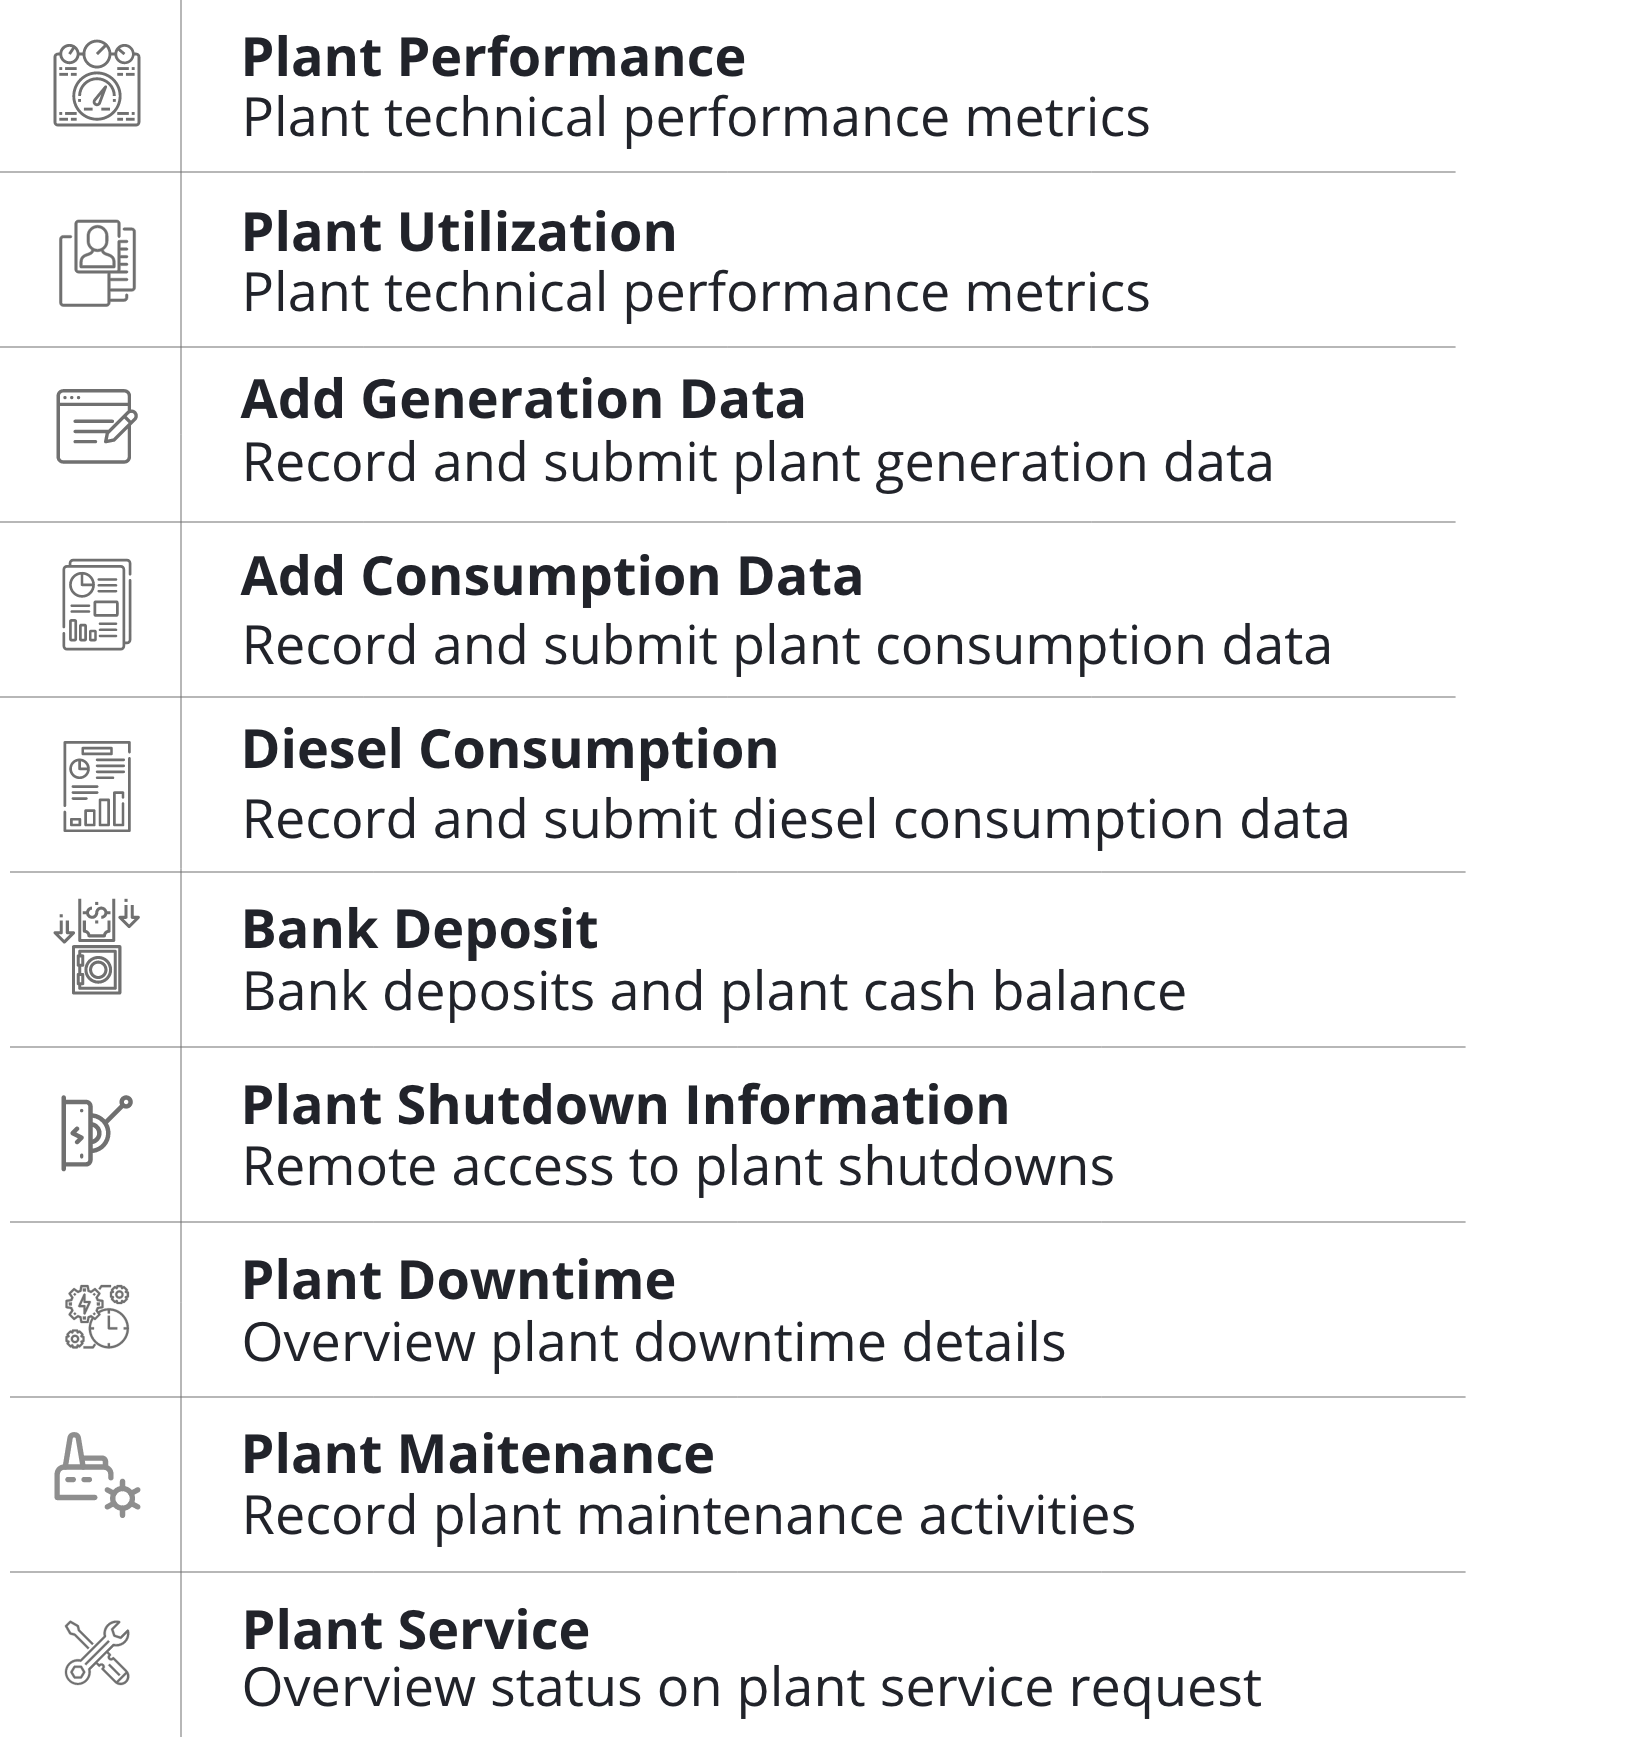 Plant Performance
Plant technical performance metrics
Plant Utilization
Plant technical performance metrics
Add Generation Data
Record and submit plant generation data
Add Consumption Data
Record and submit plant consumption data
Diesel Consumption
Record and submit diesel consumption data
Bank Deposit
Bank deposits and plant cash balance
Plant Shutdown Information
Remote access to plant shutdowns
Plant Downtime
Overview plant downtime details
Plant Maitenance
Record plant maintenance activities
Plant Service
Overview status on plant service request